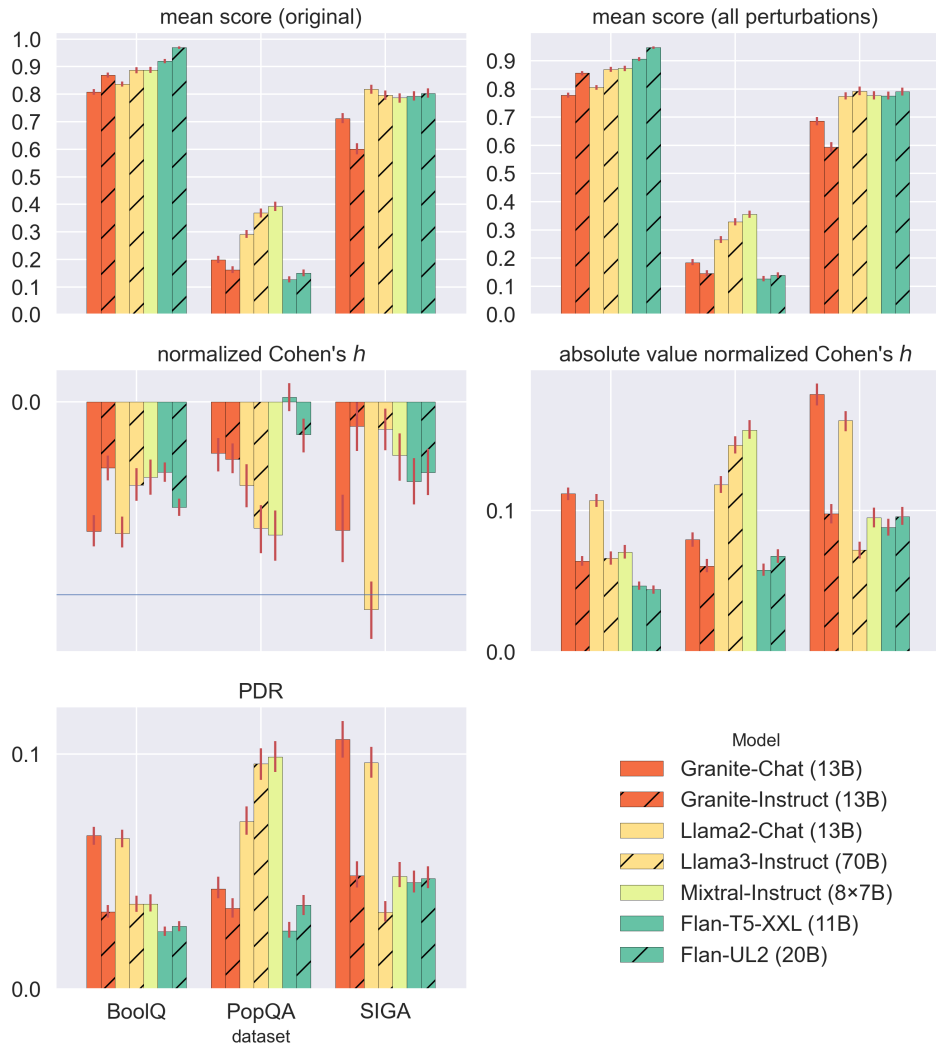 mean score (original)
1.0
0.9
0.8
0.7
0.6
0.5
0.4
0.3
0.2
0.1
0.0
mean score (all perturbations)
0.9
0.8
0.7
0.6
0.5
0.4
0.3
0.2
0.1
0.0
normalized Cohen's h
0.0
absolute value normalized Cohen's h
0.1
0.0
PDR
0.1
0.0
BoolQ PopQA SIGA
dataset
Model
Granite-Chat (13B)
Granite-Instruct (13B)
Llama2-Chat (13B)
Llama3-Instruct (70B)
Mixtral-Instruct (8×7B)
Flan-T5-XXL (11B)
Flan-UL2 (20B)